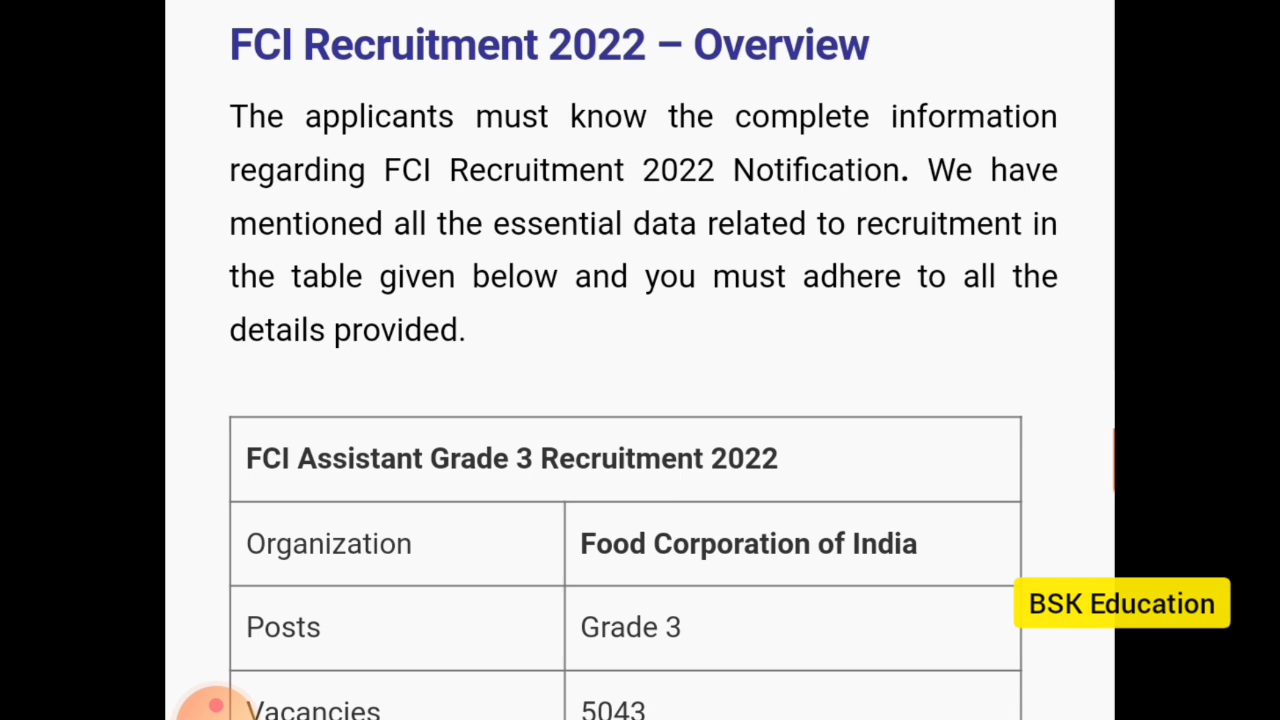 FCI Recruitment 2022 – Overview
The applicants must know the complete information
regarding FCI Recruitment 2022 Notification. We have
mentioned all the essential data related to recruitment in
the table given below and you must adhere to all the
details provided.
FCI Assistant Grade 3 Recruitment 2022
Organization Food Corporation of India
Posts Grade 3
BSK Education
Vacancies 5043